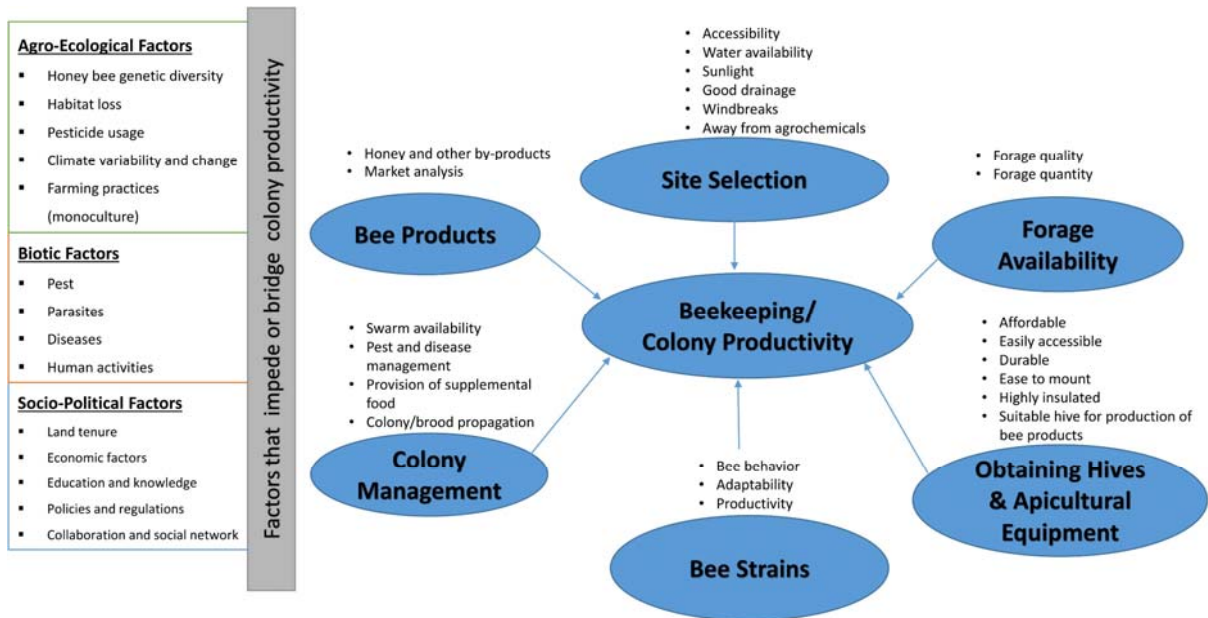 Agro-Ecological Factors
▪ Honey bee genetic diversity
▪ Habitat loss
▪ Pesticide usage
▪ Climate variability and change
▪ Farming practices
(monoculture)
Biotic Factors
▪ Pest
▪ Parasites
▪ Diseases
▪ Human activities
Socio-Political Factors
▪ Land tenure
▪ Economic factors
▪ Education and knowledge
▪ Policies and regulations
▪ Collaboration and social network
Factors that impede or bridge colony productivity
• Honey and other by-products
• Market analysis
Bee Products
• Accessibility
• Water availability
• Sunlight
• Good drainage
• Windbreaks
• Away from agrochemicals
Site Selection
• Forage quality
• Forage quantity
Forage
Availability
Beekeeping/
Colony Productivity
• Swarm availability
• Pest and disease
management
• Provision of supplemental
food
• Colony/brood propagation
Colony
Management
• Bee behavior
• Adaptability
• Productivity
Bee Strains
• Affordable
• Easily accessible
• Durable
• Ease to mount
• Highly insulated
• Suitable hive for production of
bee products
Obtaining Hives
& Apicultural
Equipment